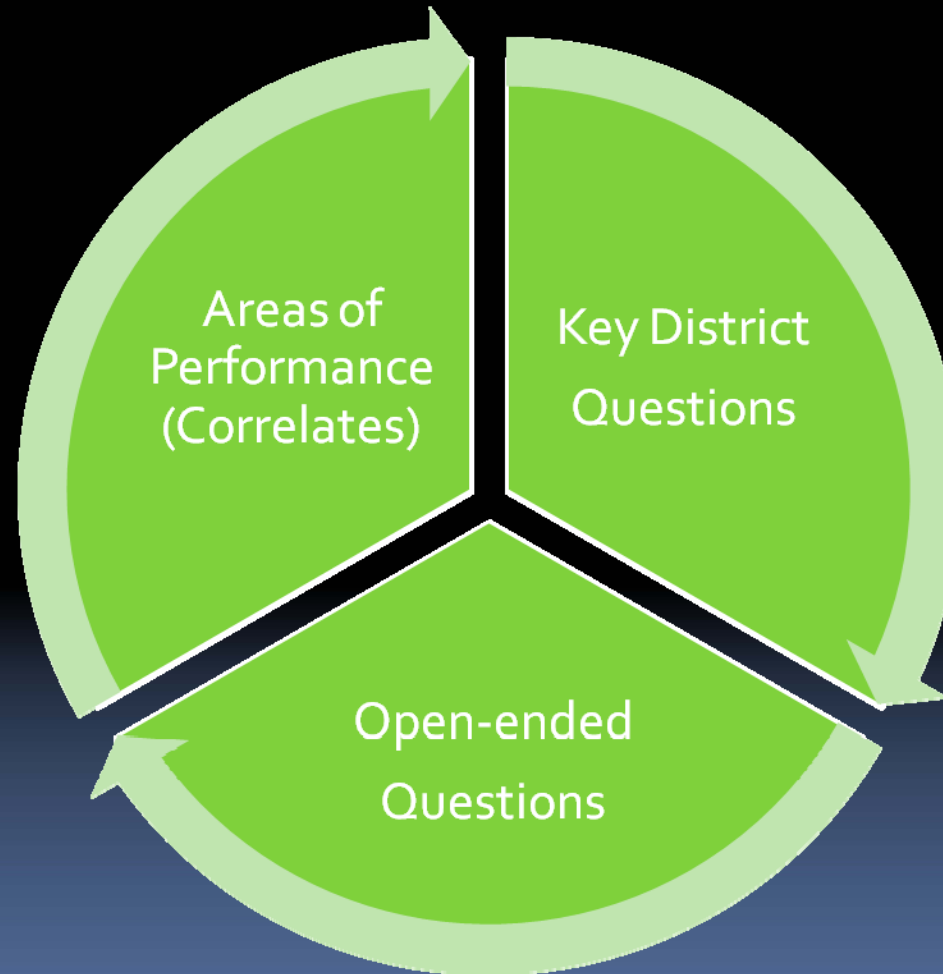 Areas of
Performance
(Correlates)
Key District
Questions
Open-ended
Questions